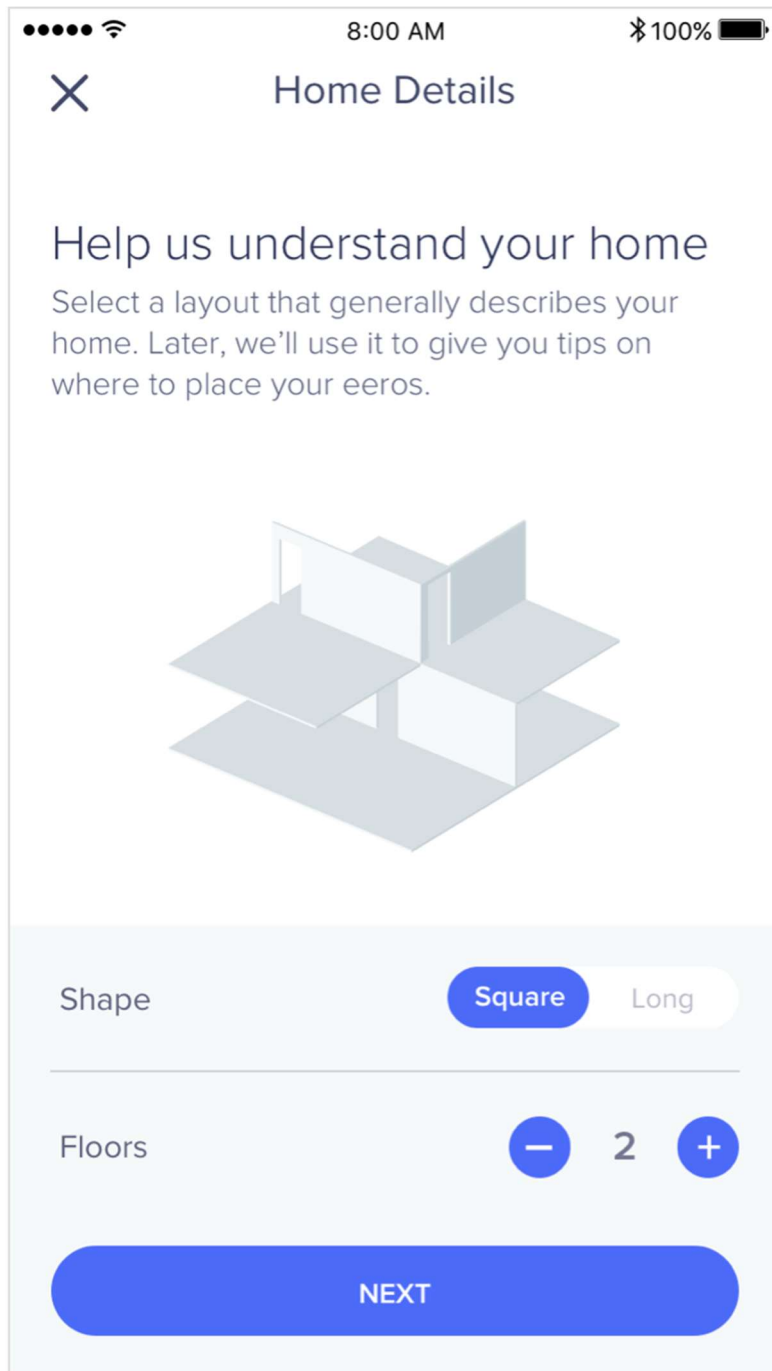 8:00 AM
100%
Home Details
Help us understand your home
Select a layout that generally describes your
home. Later, we’ll use it to give you tips on
where to place your eeros.
Shape
Square
Long
Floors
2
NEXT